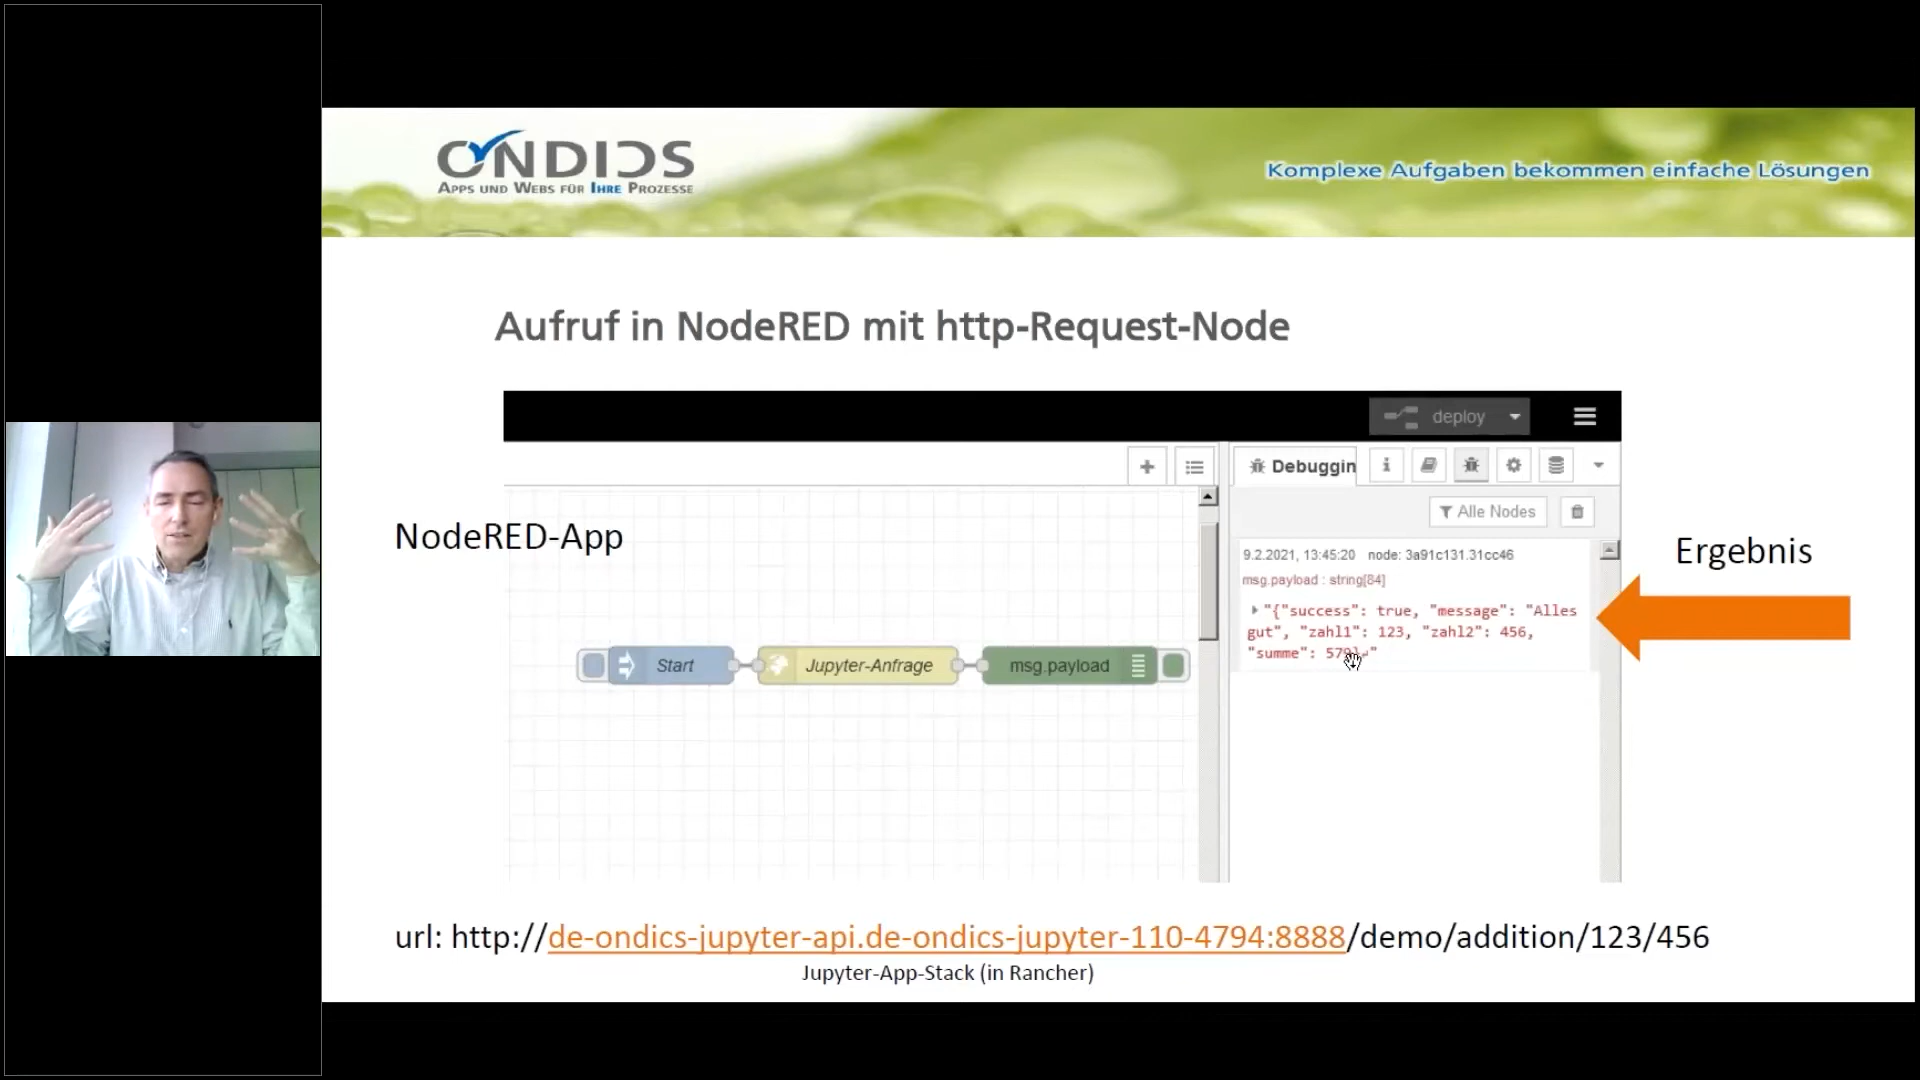 ONDICS
APPS UND WEBS FÜR IHRE PROZESSE
Komplexe Aufgaben bekommen einfache Lösungen
Aufruf in NodeRED mit http-Request-Node
deploy
Debuggin
i
Alle Nodes
NodeRED-App
9.2.2021, 13:45:20 node: 3a91c131.31cc46
msg.payload : string[84]
"{"success": true, "message": "Alles
gut", "zahl1": 123, "zahl2": 456,
"summe": 579}↵"
Ergebnis
Start
Jupyter-Anfrage
msg.payload
url: http://de-ondics-jupyter-api.de-ondics-jupyter-110-4794:8888/demo/addition/123/456
Jupyter-App-Stack (in Rancher)